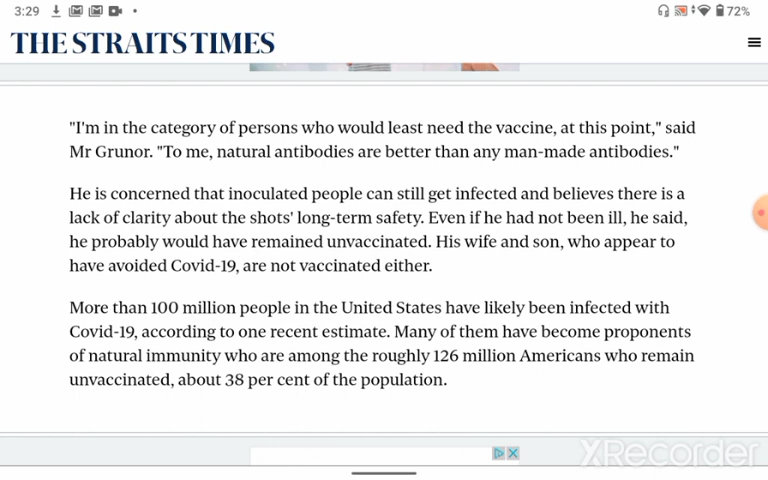 3:29
72%
THE STRAITS TIMES
"I'm in the category of persons who would least need the vaccine, at this point," said
Mr Grunor. "To me, natural antibodies are better than any man-made antibodies."
He is concerned that inoculated people can still get infected and believes there is a
lack of clarity about the shots' long-term safety. Even if he had not been ill, he said,
he probably would have remained unvaccinated. His wife and son, who appear to
have avoided Covid-19, are not vaccinated either.
More than 100 million people in the United States have likely been infected with
Covid-19, according to one recent estimate. Many of them have become proponents
of natural immunity who are among the roughly 126 million Americans who remain
unvaccinated, about 38 per cent of the population.
XRecorder